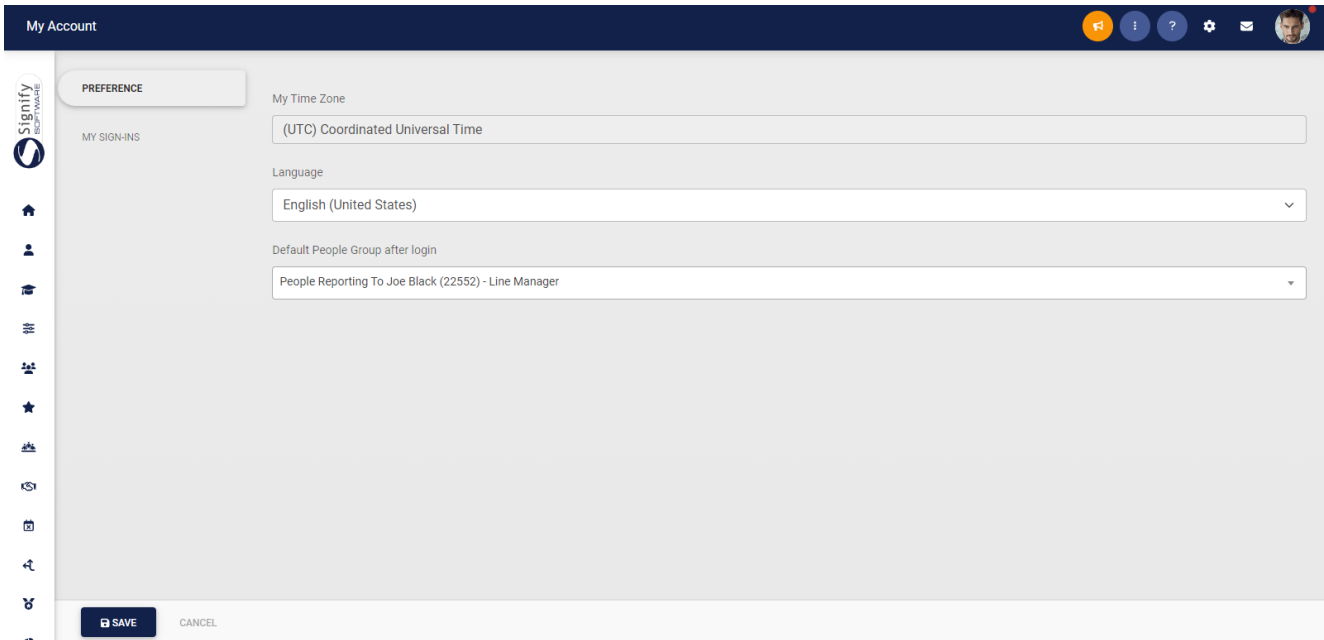 My Account
?
Signify
SOFTWARE
PREFERENCE
MY SIGN-INS
My Time Zone
(UTC) Coordinated Universal Time
Language
English (United States)
Default People Group after login
People Reporting To Joe Black (22552) - Line Manager
SAVE
CANCEL